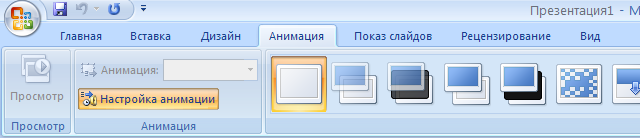 Презентация1 - M
Главная Вставка Дизайн Анимация Показ слайдов Рецензирование Вид
Просмотр
Анимация:
Настройка анимации
Просмотр Анимация